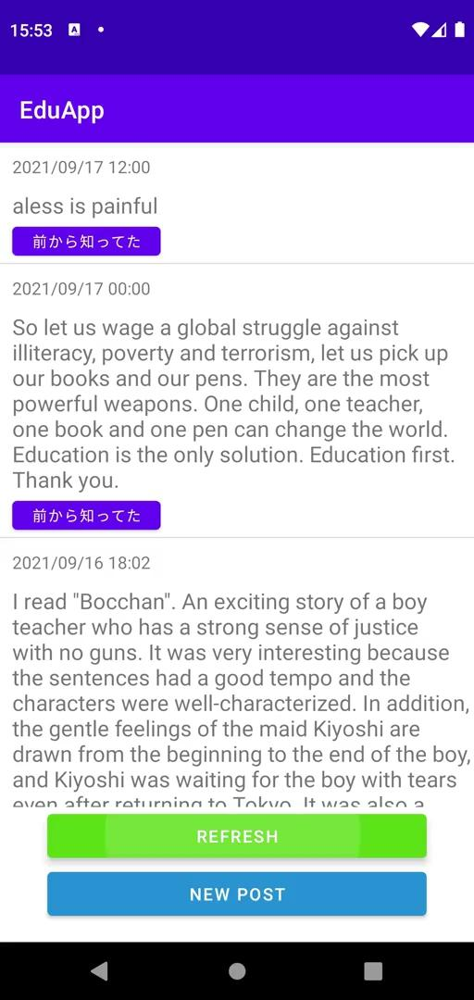 15:53
A
EduApp
2021/09/17 12:00
aless is painful
前から知ってた
2021/09/17 00:00
So let us wage a global struggle against
illiteracy, poverty and terrorism, let us pick up
our books and our pens. They are the most
powerful weapons. One child, one teacher,
one book and one pen can change the world.
Education is the only solution. Education first.
Thank you.
前から知ってた
2021/09/16 18:02
I read "Bocchan". An exciting story of a boy
teacher who has a strong sense of justice
with no guns. It was very interesting because
the sentences had a good tempo and the
characters were well-characterized. In addition,
the gentle feelings of the maid Kiyoshi are
drawn from the beginning to the end of the boy,
and Kiyoshi was waiting for the boy with tears
even after returning to Tokyo. It was also a
REFRESH
NEW POST